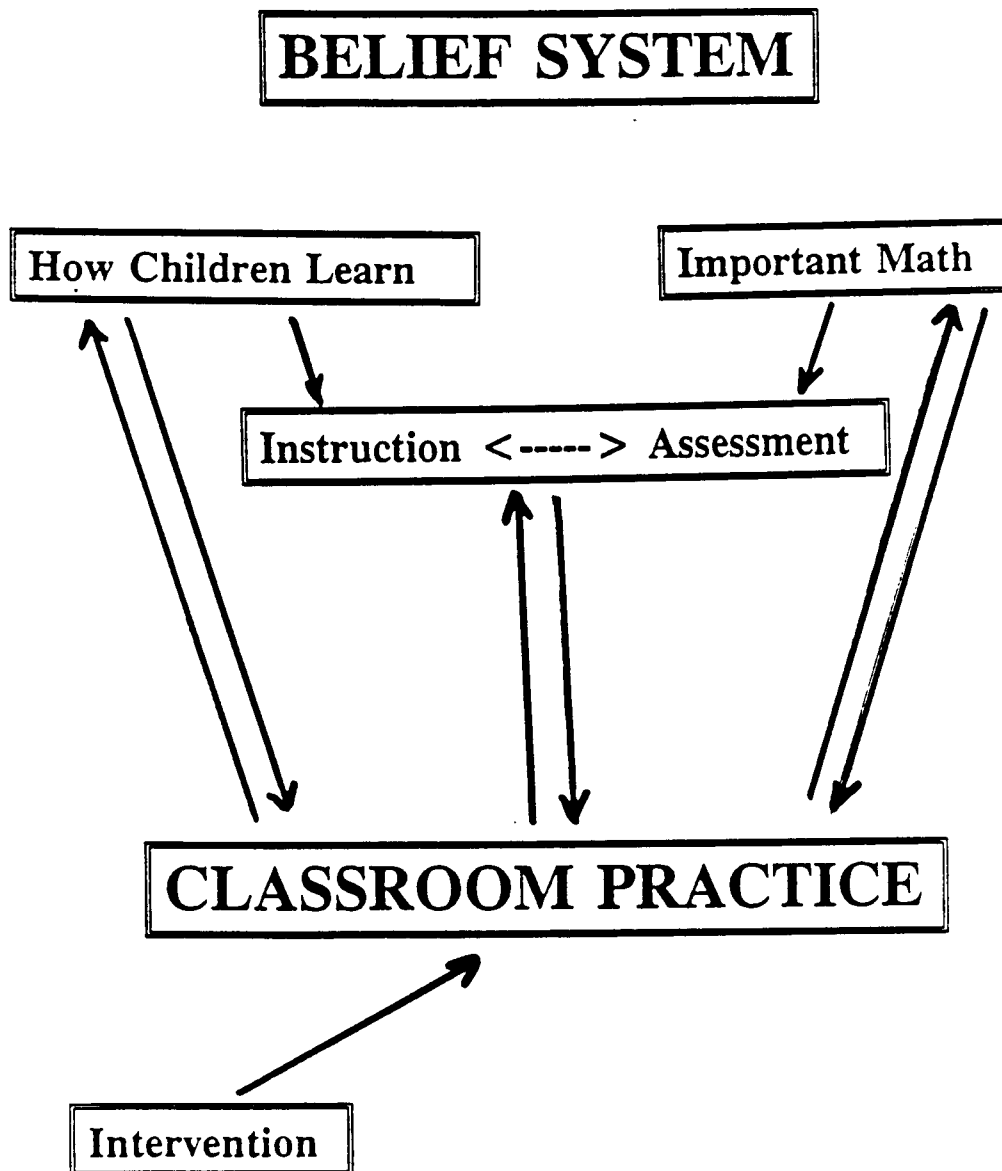 BELIEF SYSTEM
How Children Learn
Important Math
Instruction <-----> Assessment
CLASSROOM PRACTICE
Intervention